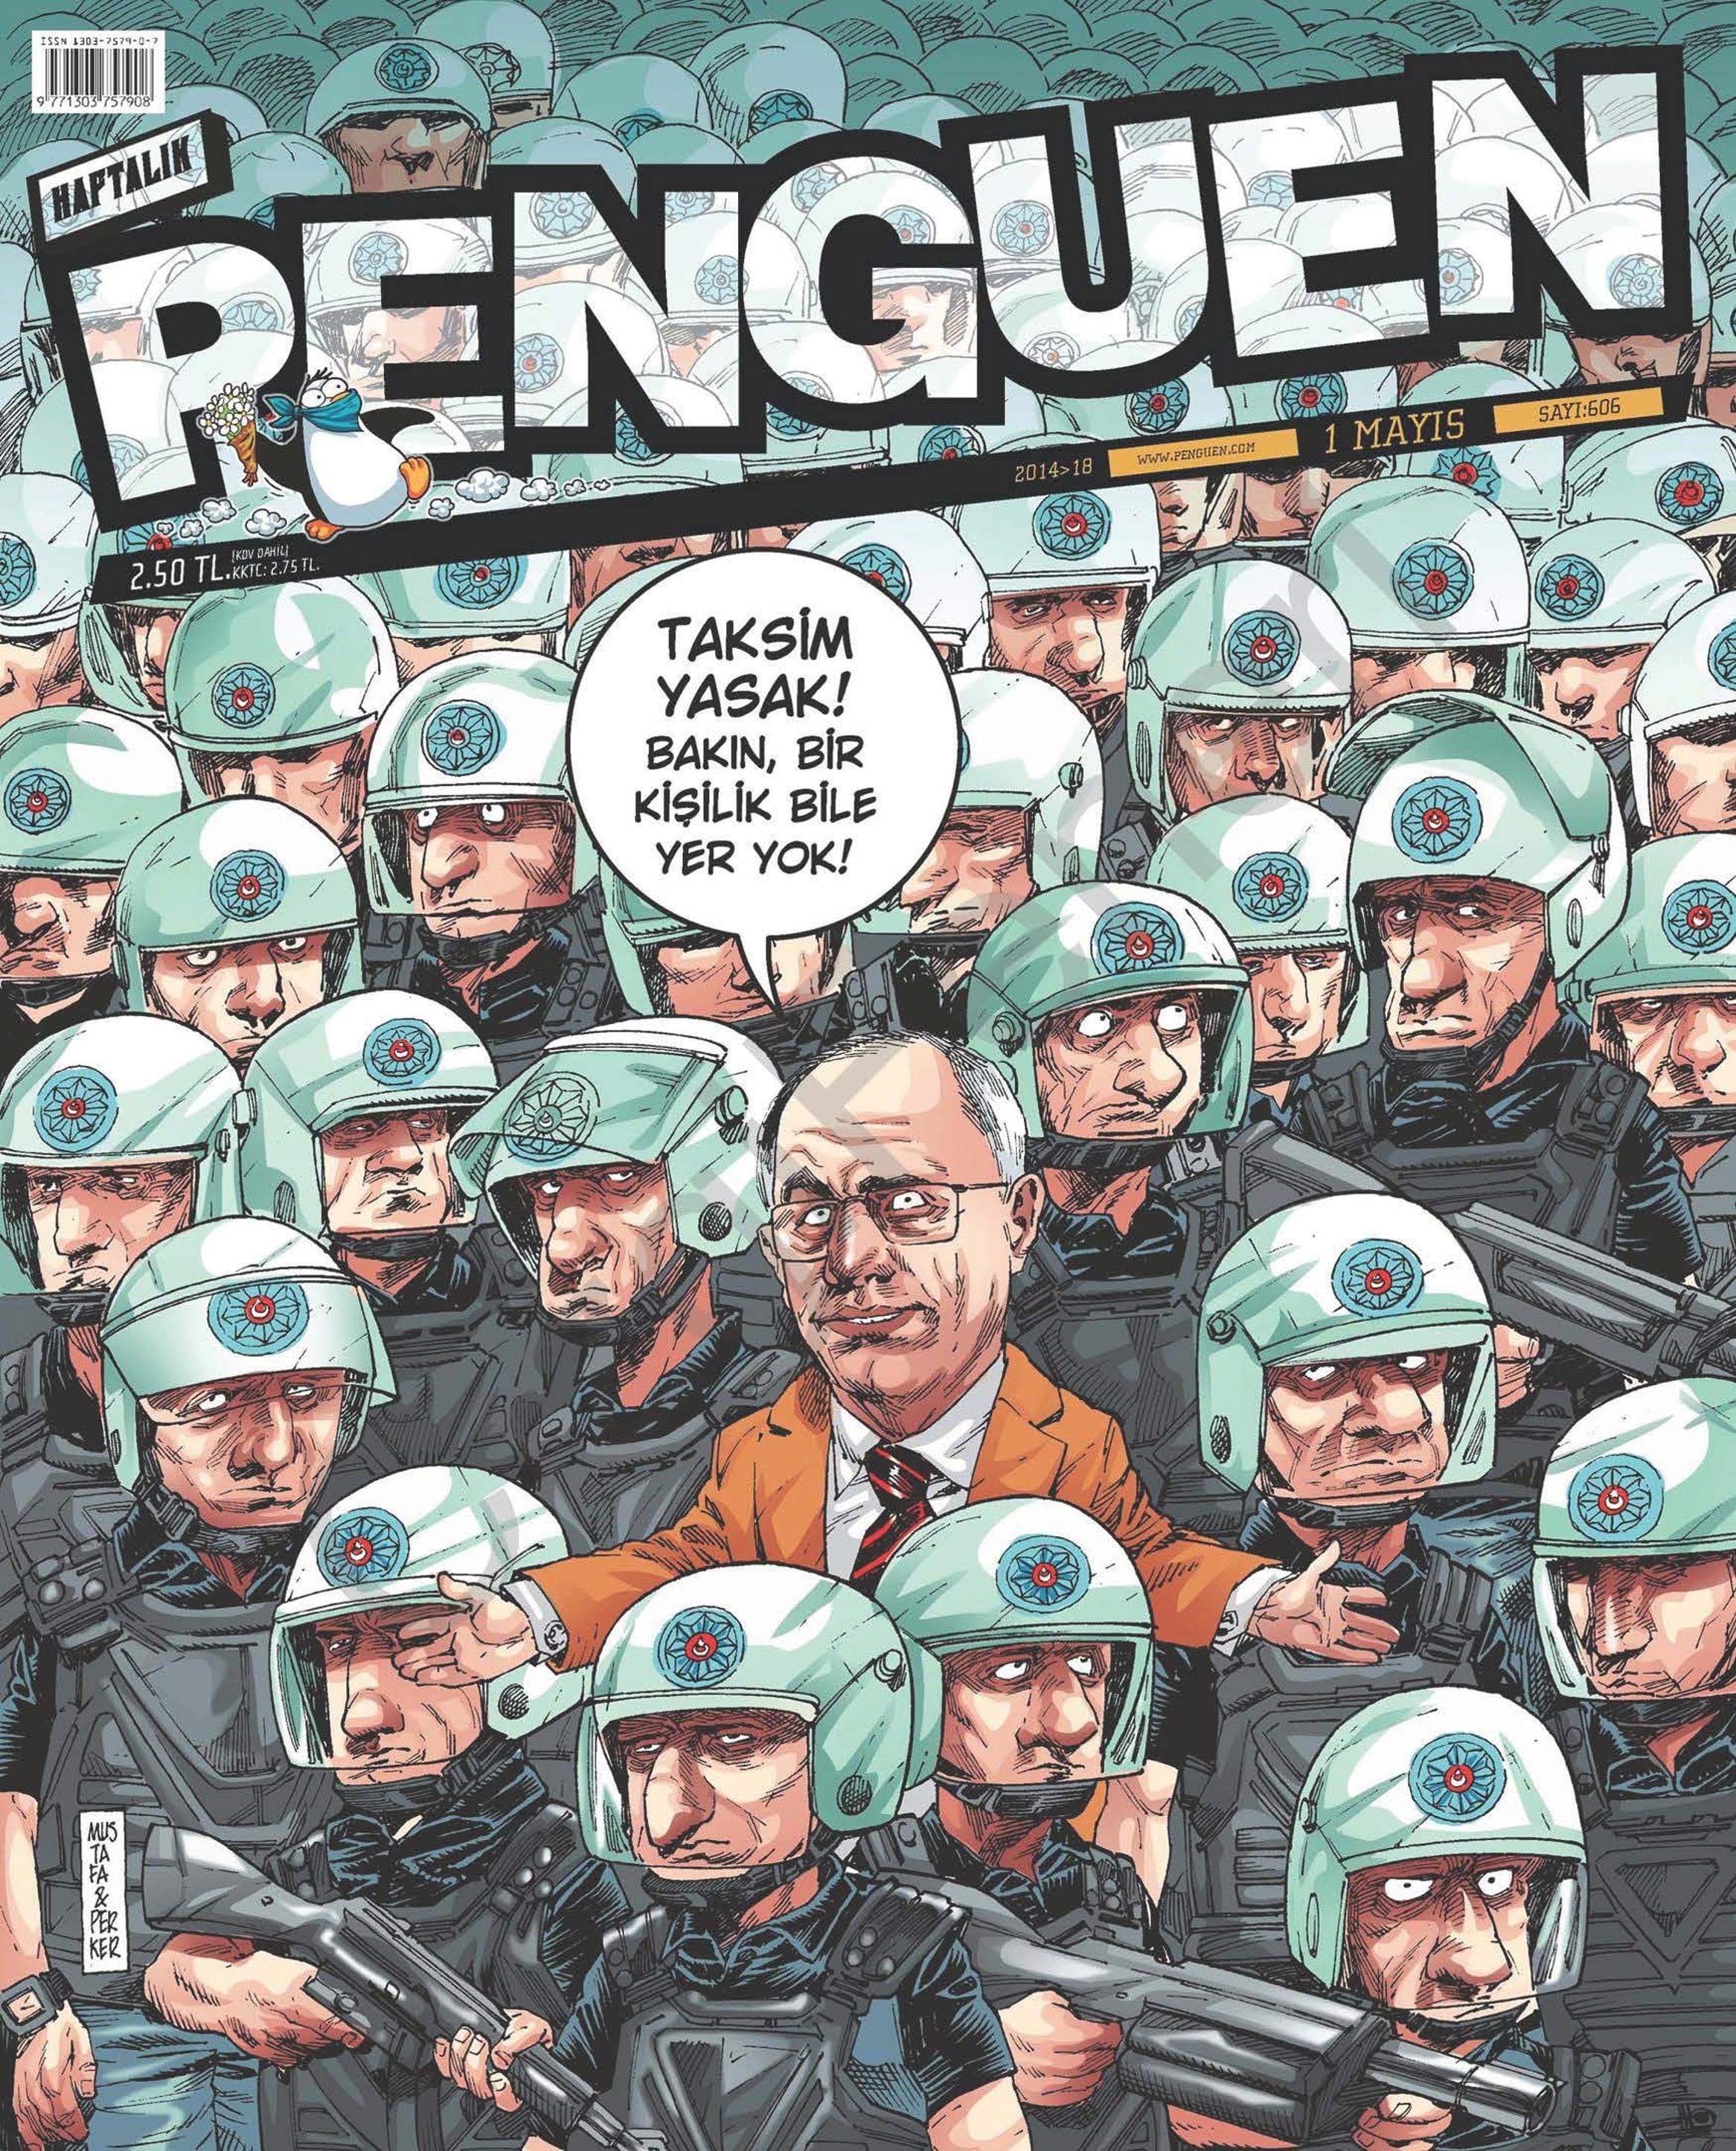 ISSN 1303-7579-0-7
9 771303 757908
HAFTALIK
PENGUEN
2014>18
WWW.PENGUEN.COM
1 MAYIS
SAYI:606
2.50 TL.
(KDV DAHİL)
KKTC: 2.75 TL.
TAKSİM
YASAK!
BAKIN, BİR
KİŞİLİK BİLE
YER YOK!
MUS
TA
FA
&
PER
KER